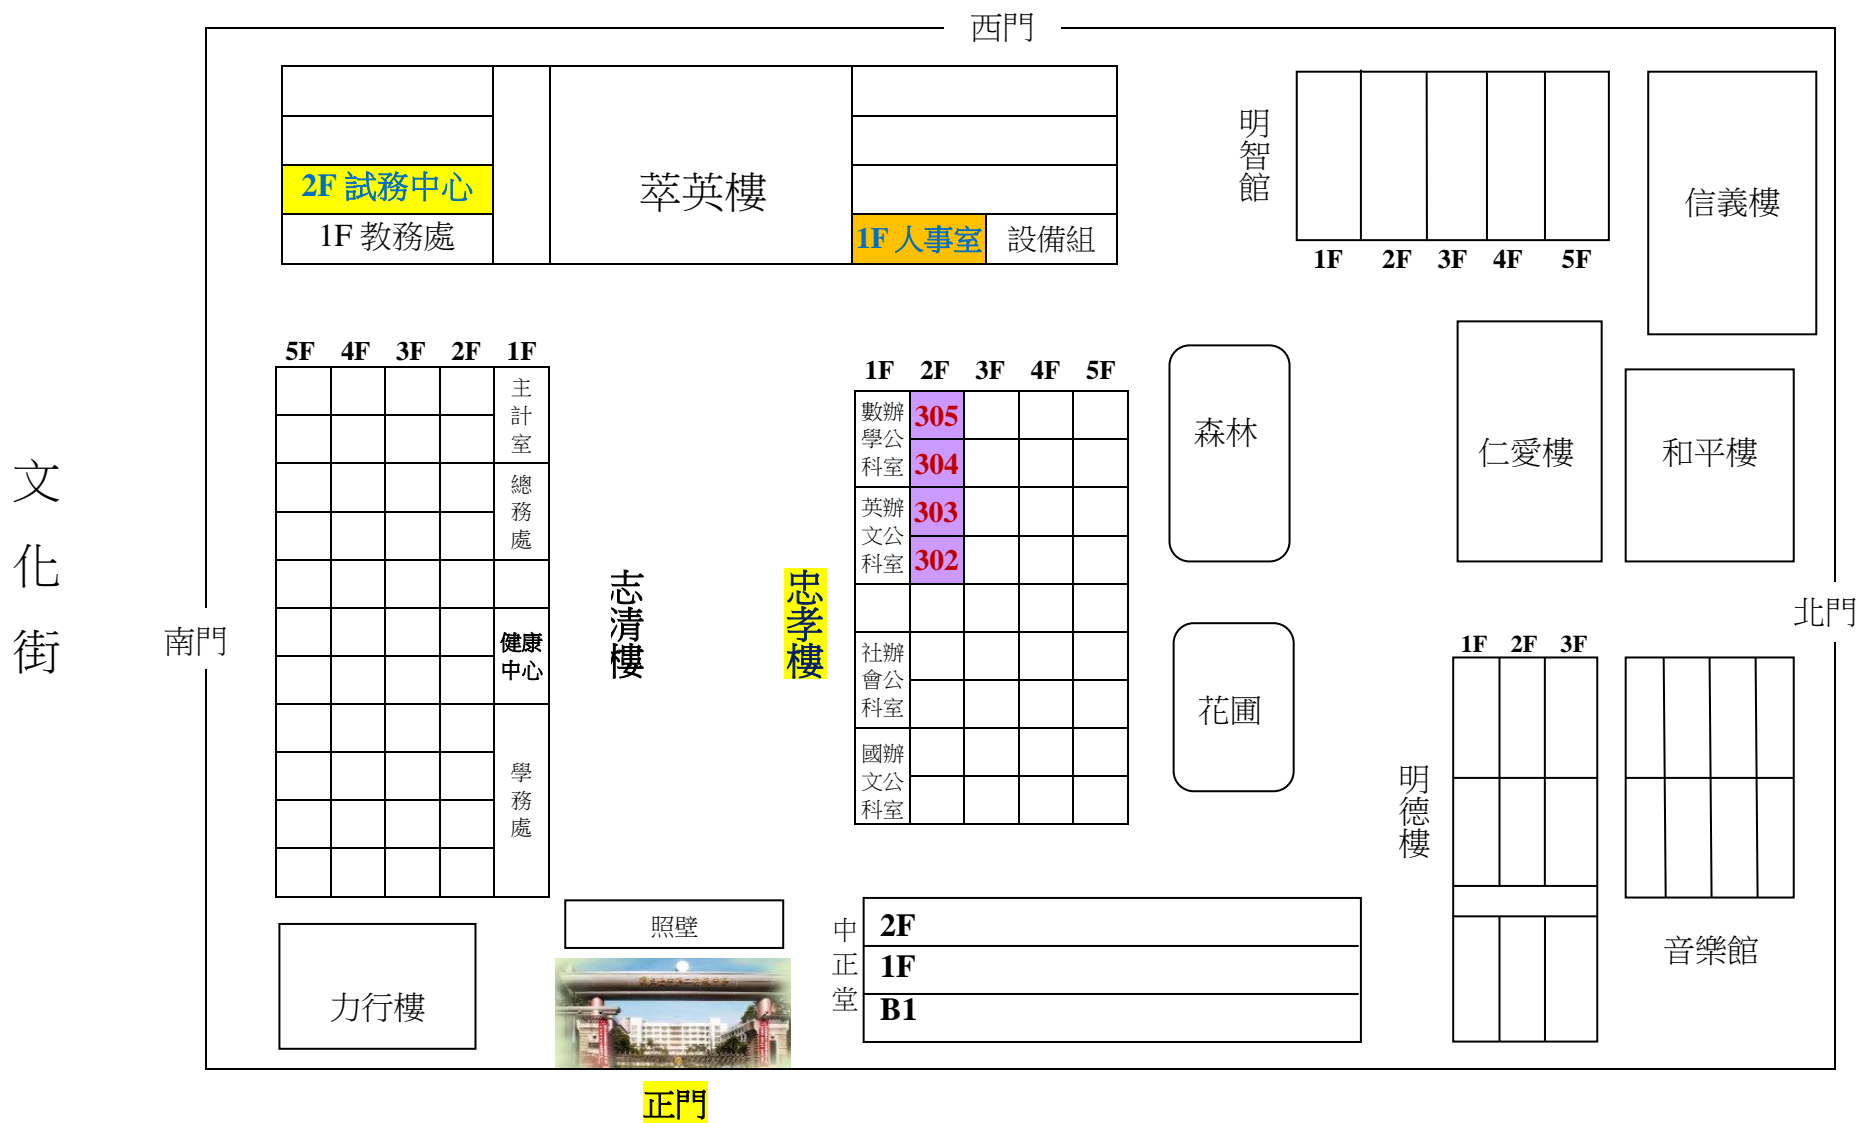 西門
2F 試務中心
1F 教務處
萃英樓
1F 人事室
設備組
明智館
1F 2F 3F 4F 5F
信義樓
5F 4F 3F 2F 1F
主計室
總務處
健康
中心
學務處
志清樓
忠孝樓
1F 2F 3F 4F 5F
數學科辦公室
305
304
英文科辦公室
303
302
社會科辦公室
國文科辦公室
森林
花圃
仁愛樓
和平樓
文化街
南門
北門
1F 2F 3F
明德樓
音樂館
照壁
力行樓
中正堂
2F
1F
B1
正門